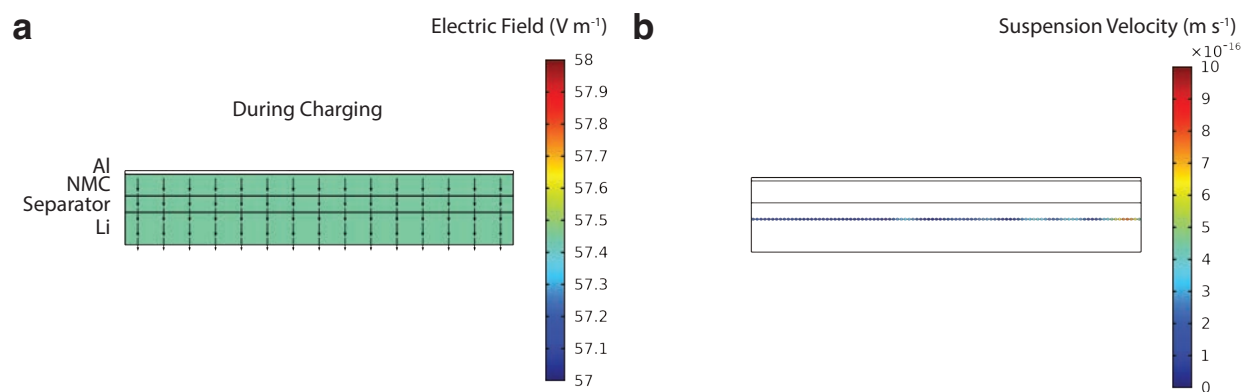 a
Electric Field (V m⁻¹)
During Charging
Al
NMC
Separator
Li
58
57.9
57.8
57.7
57.6
57.5
57.4
57.3
57.2
57.1
57
b
Suspension Velocity (m s⁻¹)
×10⁻¹⁶
10
9
8
7
6
5
4
3
2
1
0